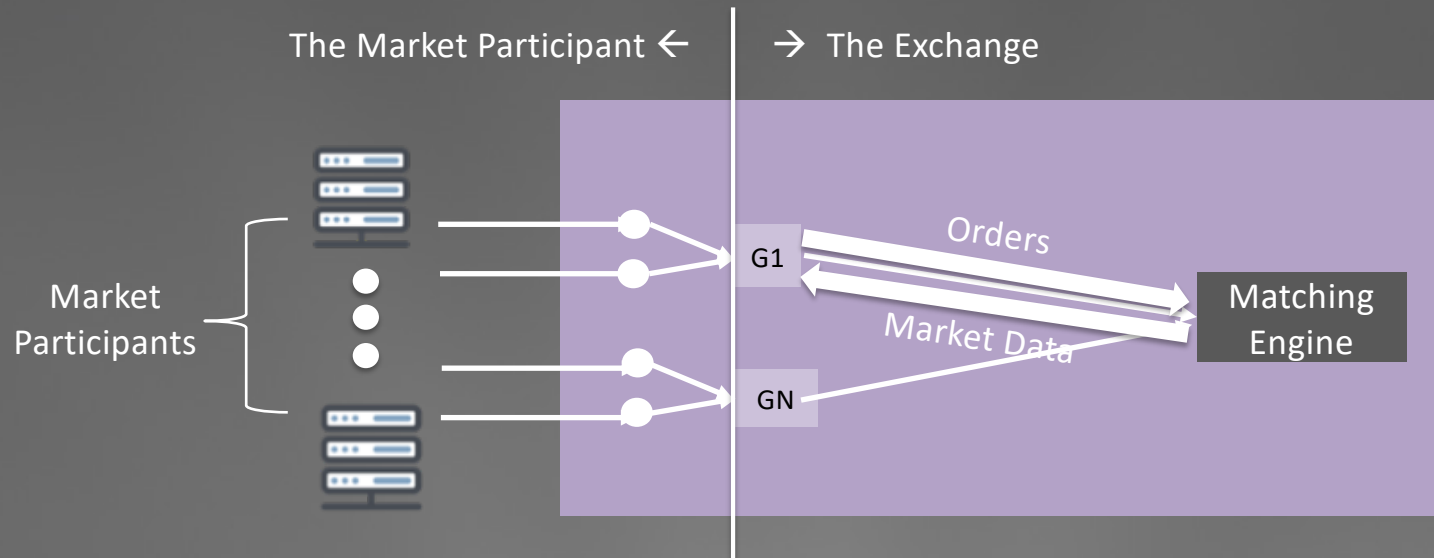 The Market Participant ←
→ The Exchange
Market
Participants
G1
GN
Orders
Market Data
Matching
Engine